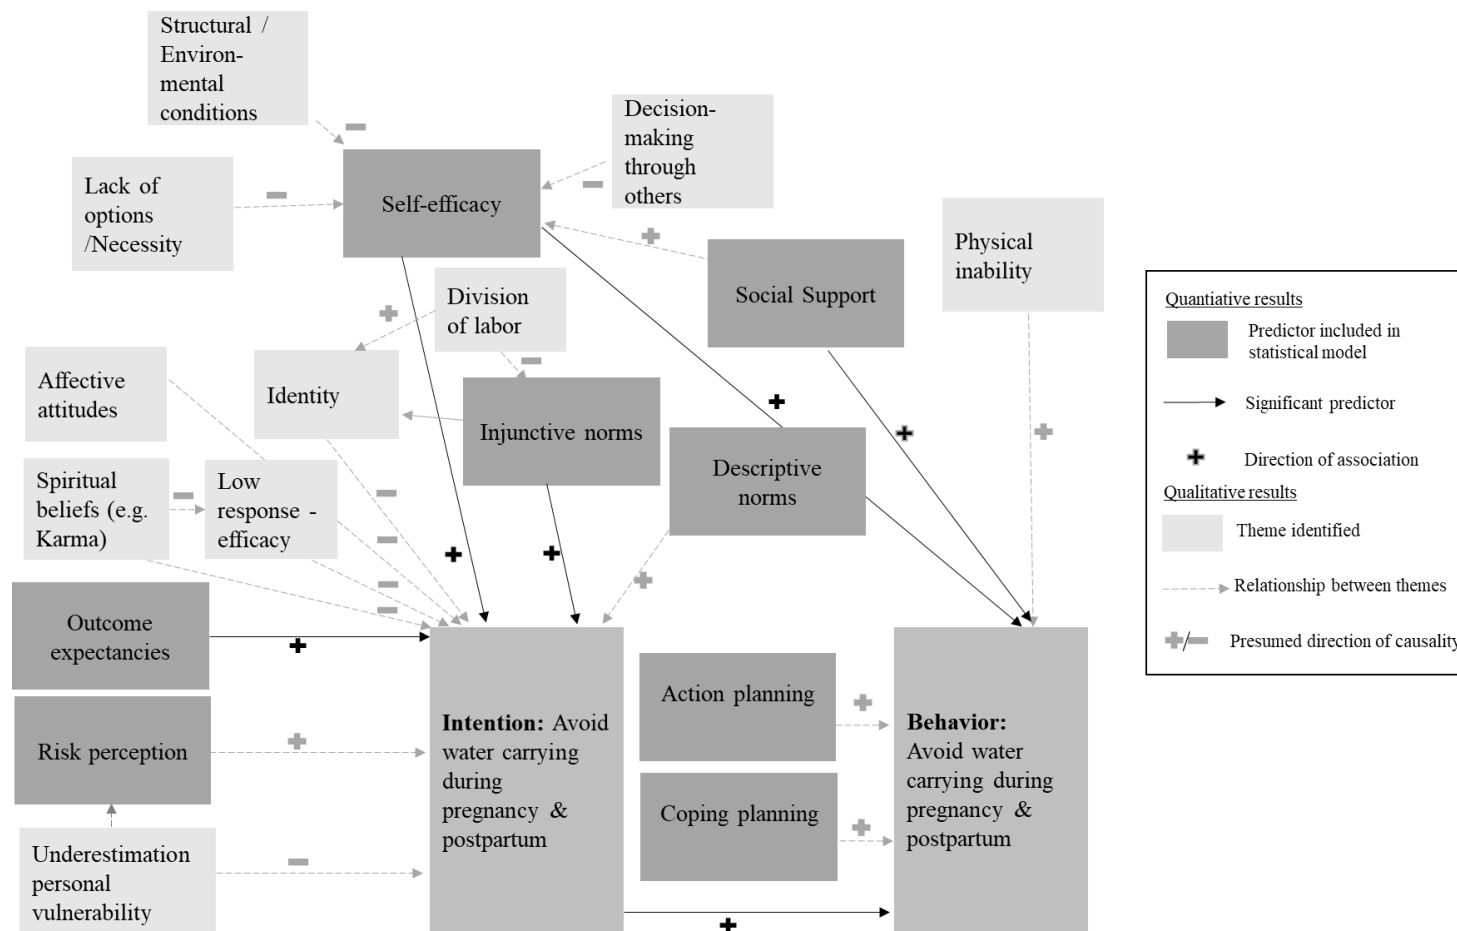 Structural /
Environ-
mental
conditions
Decision-
making
through
others
Lack of
options
/Necessity
Self-efficacy
Physical
inability
Social Support
Division
of labor
Affective
attitudes
Identity
Injunctive norms
Descriptive
norms
Spiritual
beliefs (e.g.
Karma)
Low
response -
efficacy
Outcome
expectancies
Risk perception
Underestimation
personal
vulnerability
Intention: Avoid
water carrying
during
pregnancy &
postpartum
Action planning
Coping planning
Behavior:
Avoid water
carrying during
pregnancy &
postpartum
Quantiative results
Predictor included in
statistical model
Significant predictor
Direction of association
Qualitative results
Theme identified
Relationship between themes
Presumed direction of causality